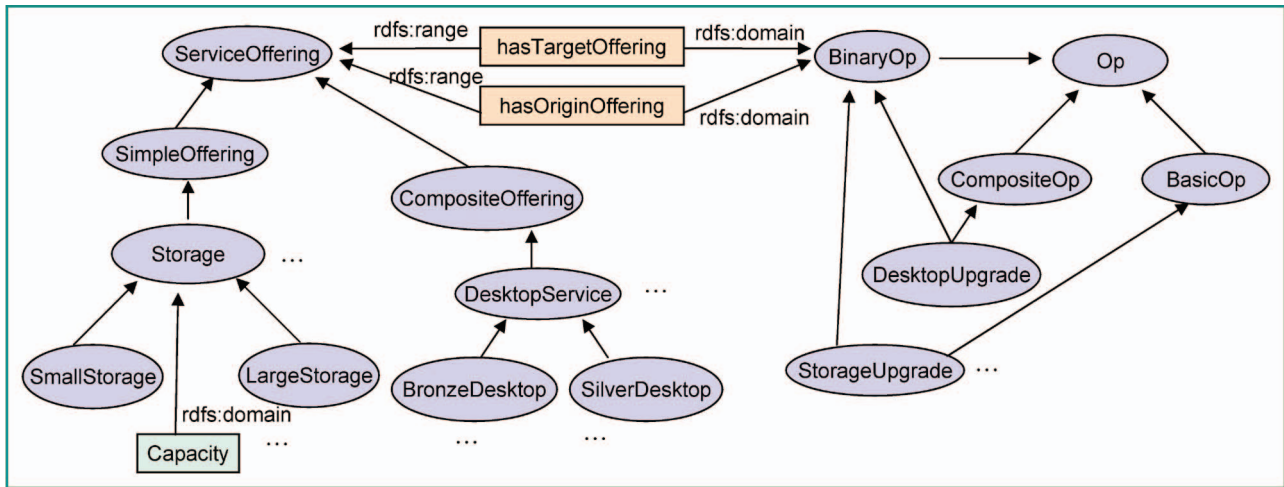 rdfs:range
hasTargetOffering
rdfs:domain
ServiceOffering
BinaryOp
Op
rdfs:range
hasOriginOffering
rdfs:domain
SimpleOffering
CompositeOffering
CompositeOp
BasicOp
Storage
...
DesktopService
...
DesktopUpgrade
SmallStorage
LargeStorage
BronzeDesktop
SilverDesktop
StorageUpgrade
...
rdfs:domain
...
...
...
Capacity